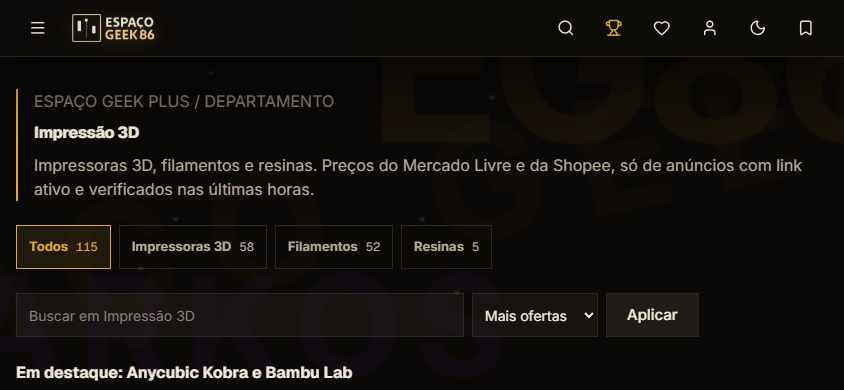 ESPAÇO
GEEK 86
ESPAÇO GEEK PLUS / DEPARTAMENTO
Impressão 3D
Impressoras 3D, filamentos e resinas. Preços do Mercado Livre e da Shopee, só de anúncios com link
ativo e verificados nas últimas horas.
Todos 115
Impressoras 3D 58
Filamentos 52
Resinas 5
Buscar em Impressão 3D
Mais ofertas
Aplicar
Em destaque: Anycubic Kobra e Bambu Lab